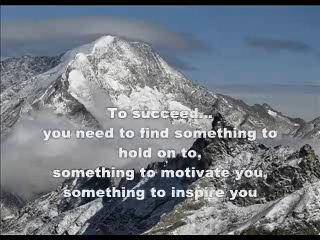 To succeed...
you need to find something to
hold on to,
something to motivate you,
something to inspire you